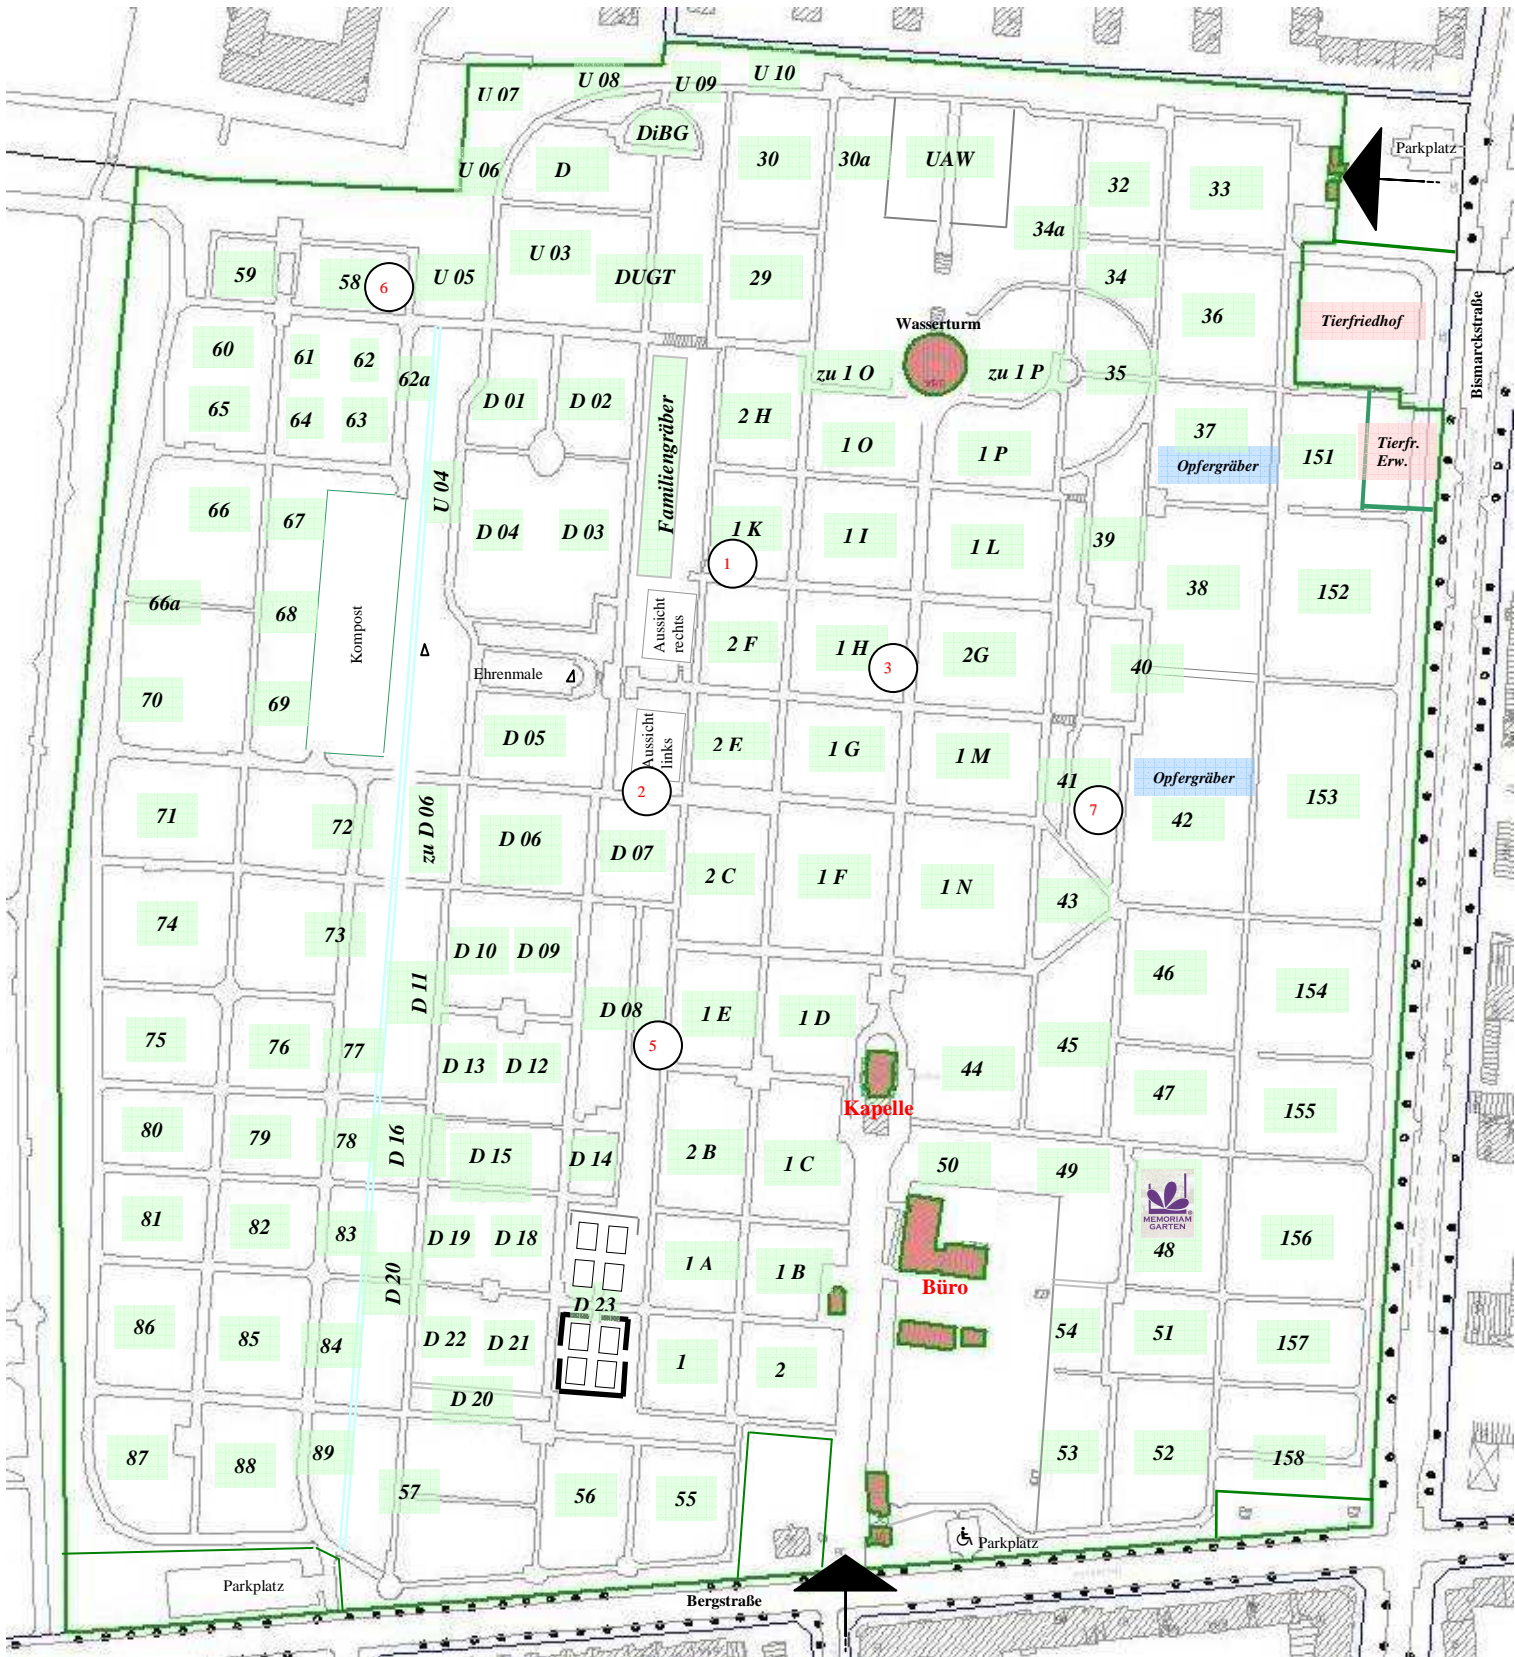 U 07
U 08
U 09
U 10
DiBG
U 06
D
30
30a
UAW
32
33
Parkplatz
34a
U 03
U 05
DUGT
29
34
59
58
6
36
Tierfriedhof
Bismarckstraße
Wasserturm
60
61
62
62a
zu 1 O
zu 1 P
35
65
64
63
D 01
D 02
Familiengräber
2 H
1 O
1 P
37
Opfergräber
151
Tierfr.
Erw.
U 04
66
67
D 04
D 03
1 K
1
1 I
1 L
39
38
152
66a
68
Kompost
Aussicht
rechts
2 F
1 H
3
2G
40
Ehrenmale
70
69
D 05
Aussicht
links
2
2 E
1 G
1 M
41
7
Opfergräber
42
153
71
72
zu D 06
D 06
D 07
2 C
1 F
1 N
43
74
73
D 10
D 09
D 11
46
154
D 08
5
1 E
1 D
75
76
77
D 13
D 12
44
45
47
155
Kapelle
80
79
78
D 16
D 15
D 14
2 B
1 C
50
49
MEMORIAM
GARTEN
48
156
81
82
83
D 19
D 18
1 A
1 B
D 20
D 23
Büro
86
85
84
D 22
D 21
1
2
54
51
157
D 20
87
88
89
57
56
55
53
52
158
Parkplatz
Parkplatz
Bergstraße